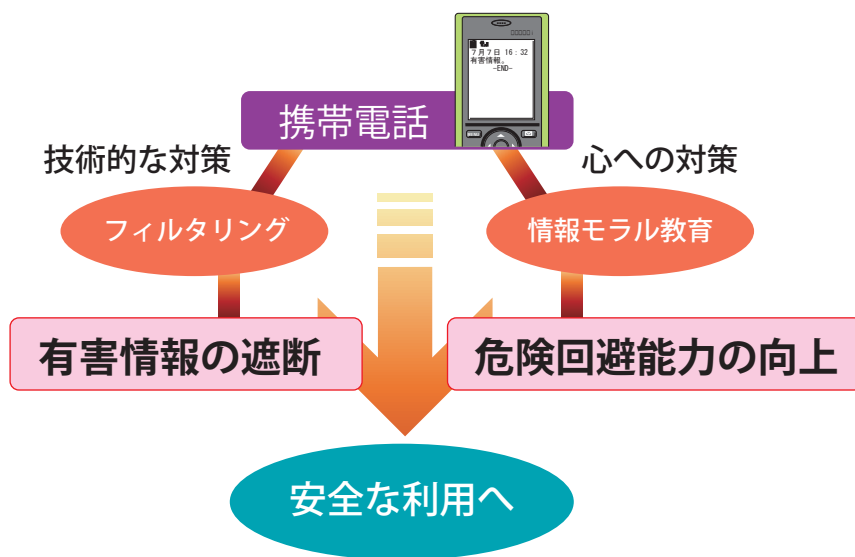 7月7日 16:32
有害情報。
-END-
携帯電話
MENU
技術的な対策
心への対策
フィルタリング
情報モラル教育
有害情報の遮断
危険回避能力の向上
安全な利用へ